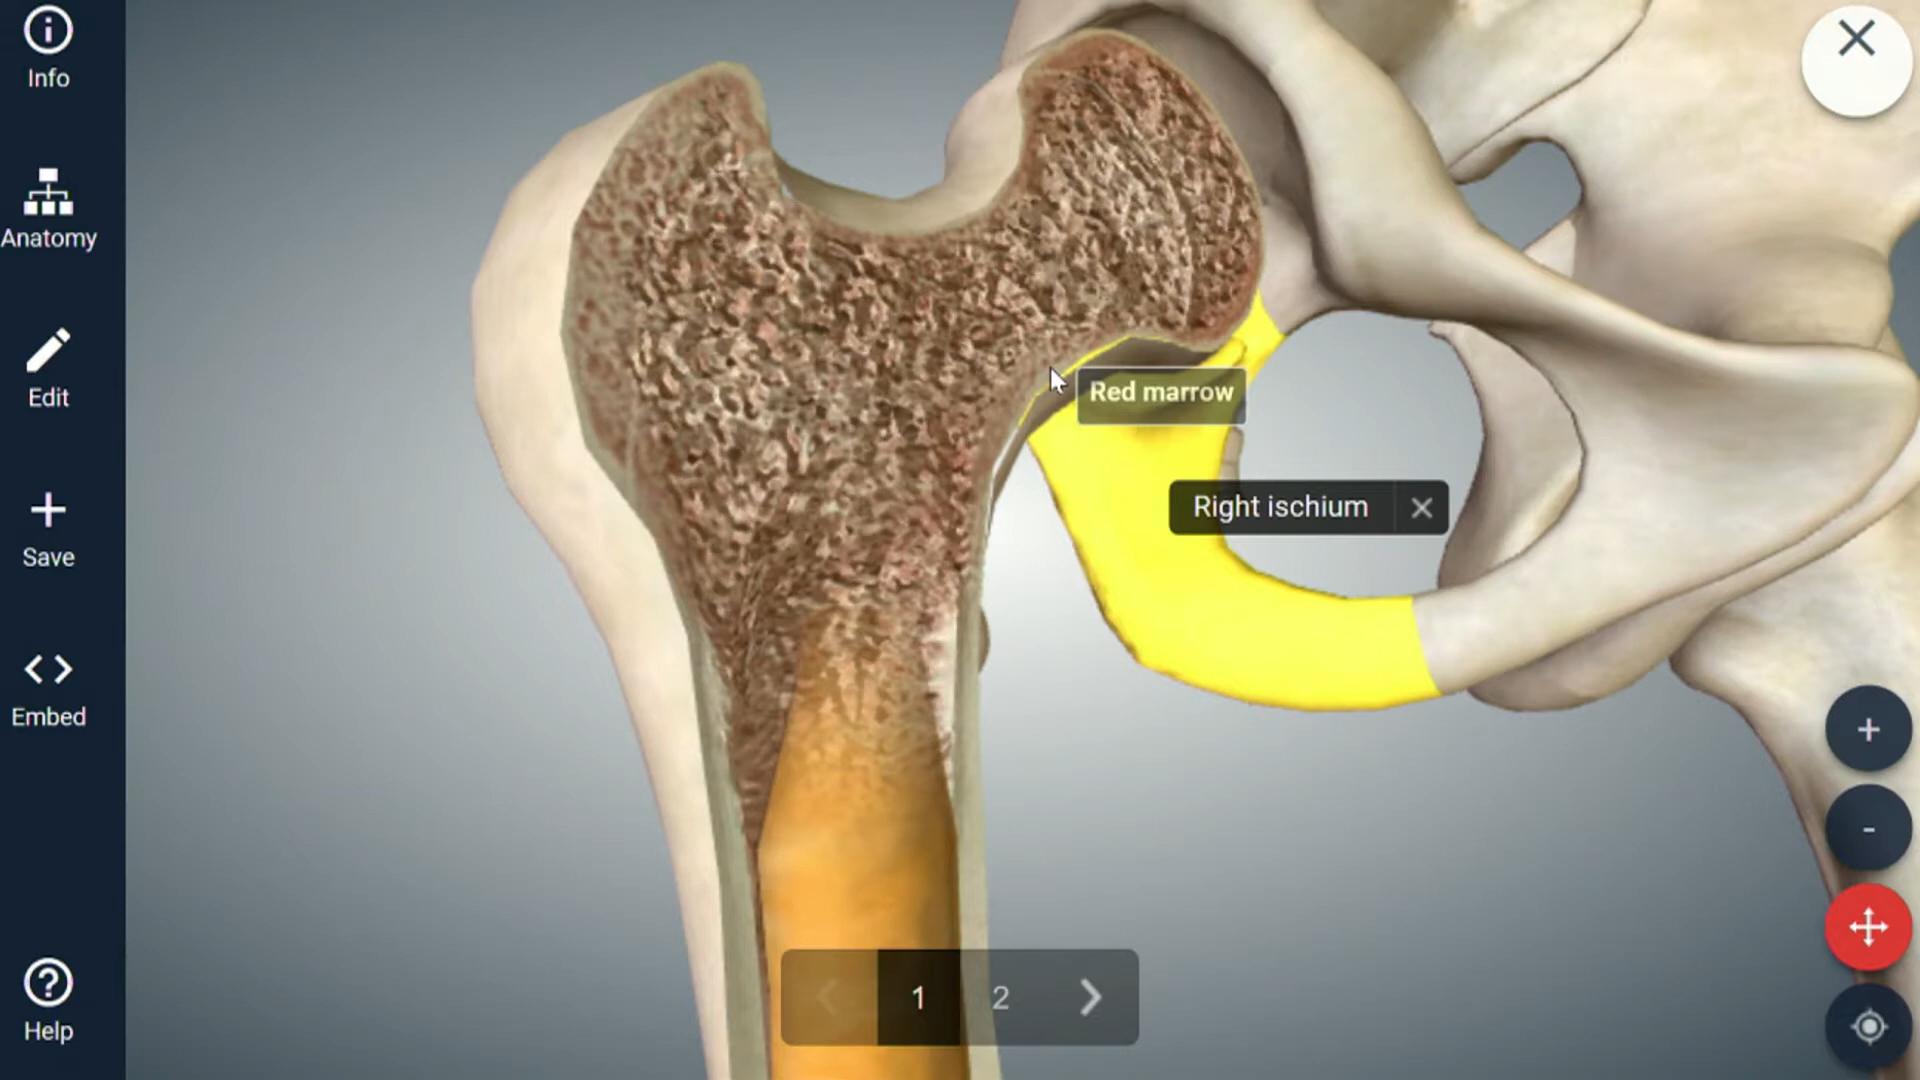 Info
Anatomy
Edit
Save
Embed
Help
Red marrow
Right ischium
1 2
+
-